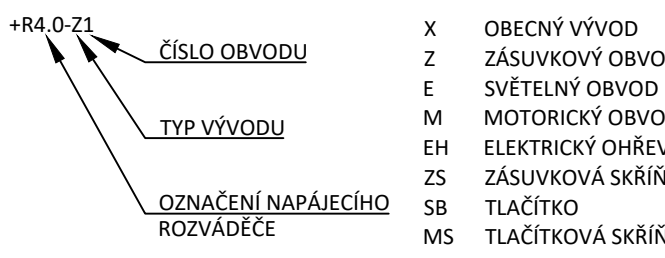 +R4.0-Z1
ČÍSLO OBVODU
TYP VÝVODU
OZNAČENÍ NAPÁJECÍHO
ROZVÁDĚČE
X OBECNÝ VÝVOD
Z ZÁSUVKOVÝ OBVO
E SVĚTELNÝ OBVOD
M MOTORICKÝ OBVO
EH ELEKTRICKÝ OHŘEV
ZS ZÁSUVKOVÁ SKŘÍŇ
SB TLAČÍTKO
MS TLAČÍTKOVÁ SKŘÍŇ